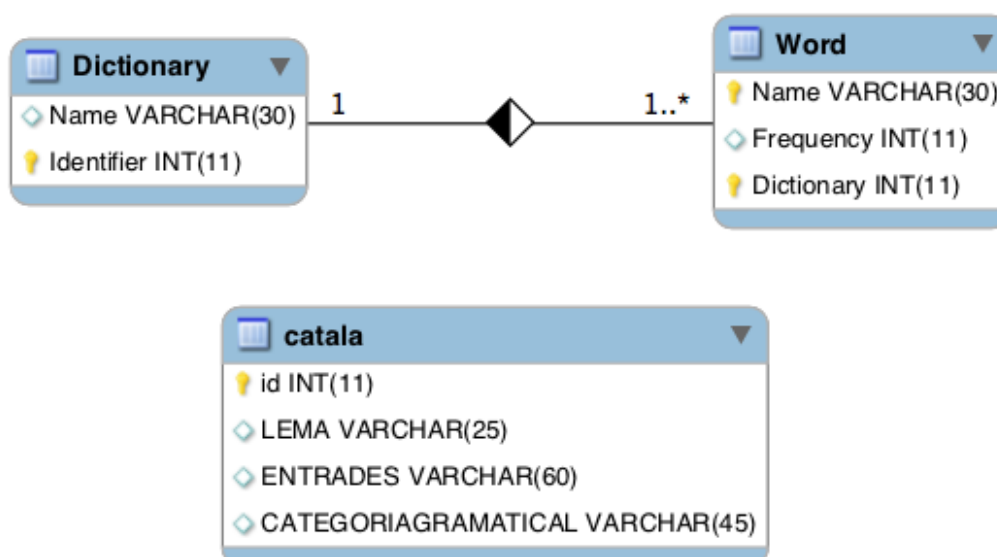 Dictionary
Name VARCHAR(30)
Identifier INT(11)
1
1..*
Word
Name VARCHAR(30)
Frequency INT(11)
Dictionary INT(11)
catala
id INT(11)
LEMA VARCHAR(25)
ENTRADES VARCHAR(60)
CATEGORIAGRAMATICAL VARCHAR(45)